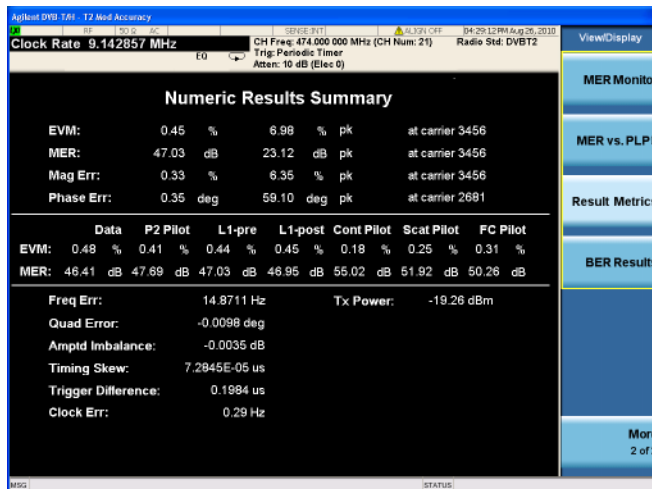 Agilent DVB-T/H - T2 Mod Accuracy
RF 50 Ω AC SENSE:INT ALIGN OFF 04:29:12 PM Aug 26, 2010
Clock Rate 9.142857 MHz CH Freq: 474.000 000 MHz (CH Num: 21) Radio Std: DVBT2
EQ Trig: Periodic Timer
Atten: 10 dB (Elec 0)
View/Display
MER Monito
MER vs. PLP
Result Metric
BER Result
More
2 of
Numeric Results Summary
EVM: 0.45 % 6.98 % pk at carrier 3456
MER: 47.03 dB 23.12 dB pk at carrier 3456
Mag Err: 0.33 % 6.35 % pk at carrier 3456
Phase Err: 0.35 deg 59.10 deg pk at carrier 2681
Data P2 Pilot L1-pre L1-post Cont Pilot Scat Pilot FC Pilot
EVM: 0.48 % 0.41 % 0.44 % 0.45 % 0.18 % 0.25 % 0.31 %
MER: 46.41 dB 47.69 dB 47.03 dB 46.95 dB 55.02 dB 51.92 dB 50.26 dB
Freq Err: 14.8711 Hz Tx Power: -19.26 dBm
Quad Error: -0.0098 deg
Amptd Imbalance: -0.0035 dB
Timing Skew: 7.2845E-05 us
Trigger Difference: 0.1984 us
Clock Err: 0.29 Hz
MSG STATUS